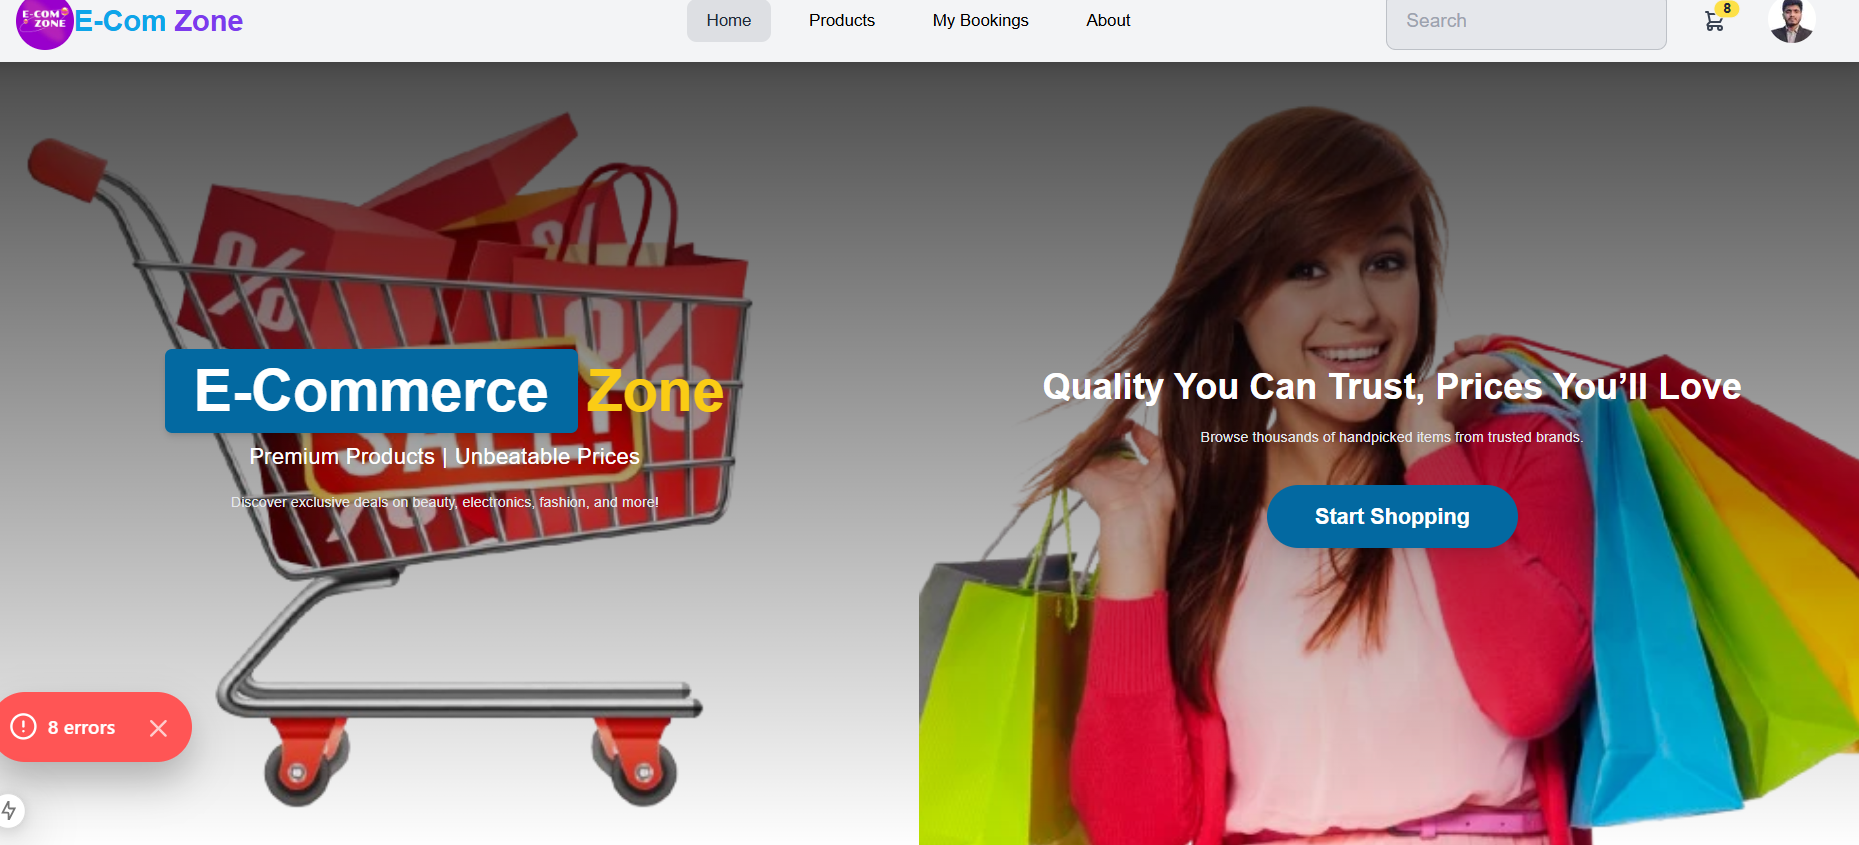 E-COM
ZONE
E-Com Zone
Home
Products
My Bookings
About
Search
8
%
%
%
E-Commerce Zone
SALE!
Premium Products | Unbeatable Prices
Discover exclusive deals on beauty, electronics, fashion, and more!
%
Quality You Can Trust, Prices You’ll Love
Browse thousands of handpicked items from trusted brands.
Start Shopping
8 errors